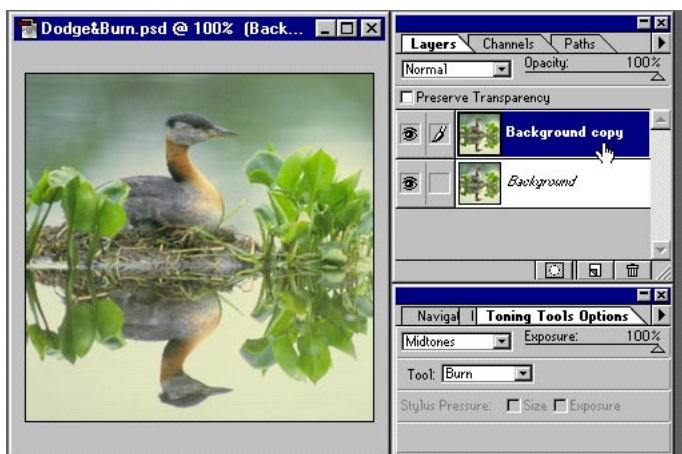 Dodge&Burn.psd @ 100% (Back...
Layers Channels Paths
Normal Opacity: 100%
Preserve Transparency
Background copy
Background
Toning Tools Options
Midtones Exposure: 100%
Tool: Burn
Stylus Pressure: Size Exposure